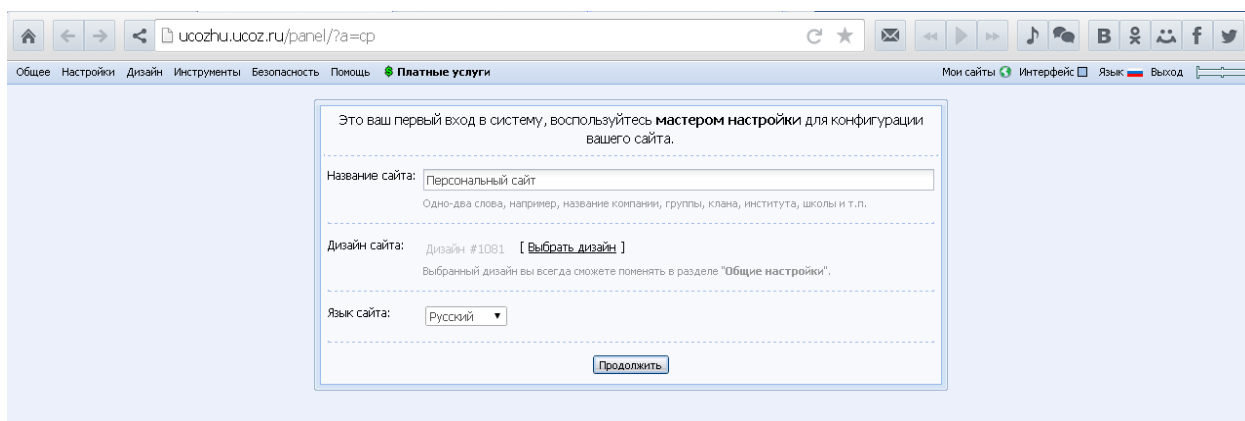 ucozhu.ucoz.ru/panel/?a=cp
Общее Настройки Дизайн Инструменты Безопасность Помощь $ Платные услуги Мои сайты Интерфейс Язык Выход
Это ваш первый вход в систему, воспользуйтесь мастером настройки для конфигурации
вашего сайта.
Название сайта: Персональный сайт
Одно-два слова, например, название компании, группы, клана, института, школы и т.п.
Дизайн сайта: Дизайн #1081 [ Выбрать дизайн ]
Выбранный дизайн вы всегда сможете поменять в разделе "Общие настройки".
Язык сайта: Русский
Продолжить